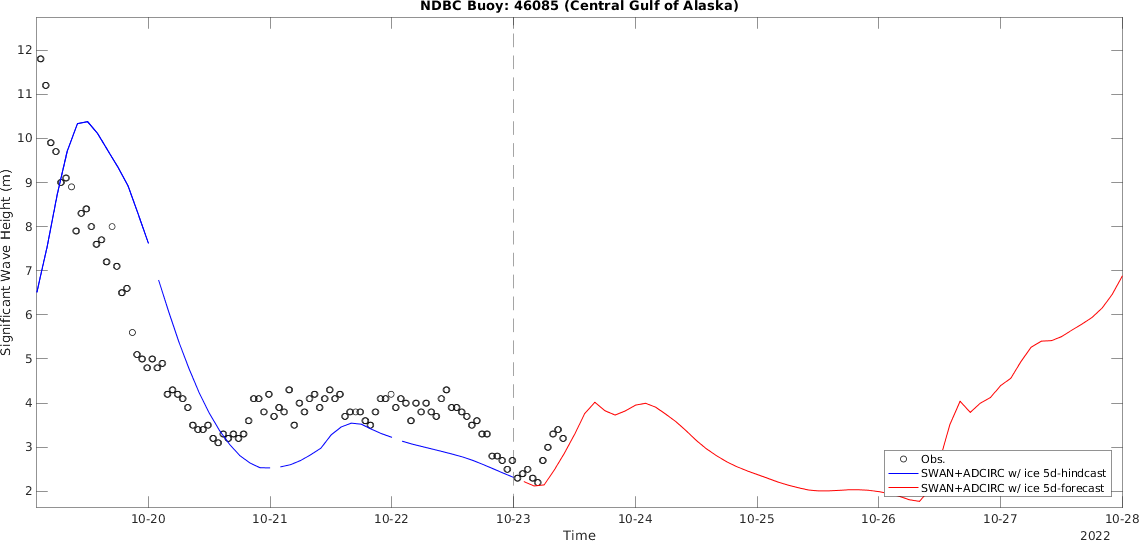 NDBC Buoy: 46085 (Central Gulf of Alaska)
12
11
10
9
8
7
6
5
4
3
2
Significant Wave Height (m)
Obs.
SWAN+ADCIRC w/ ice 5d-hindcast
SWAN+ADCIRC w/ ice 5d-forecast
10-20 10-21 10-22 10-23 10-24 10-25 10-26 10-27 10-28
Time
2022